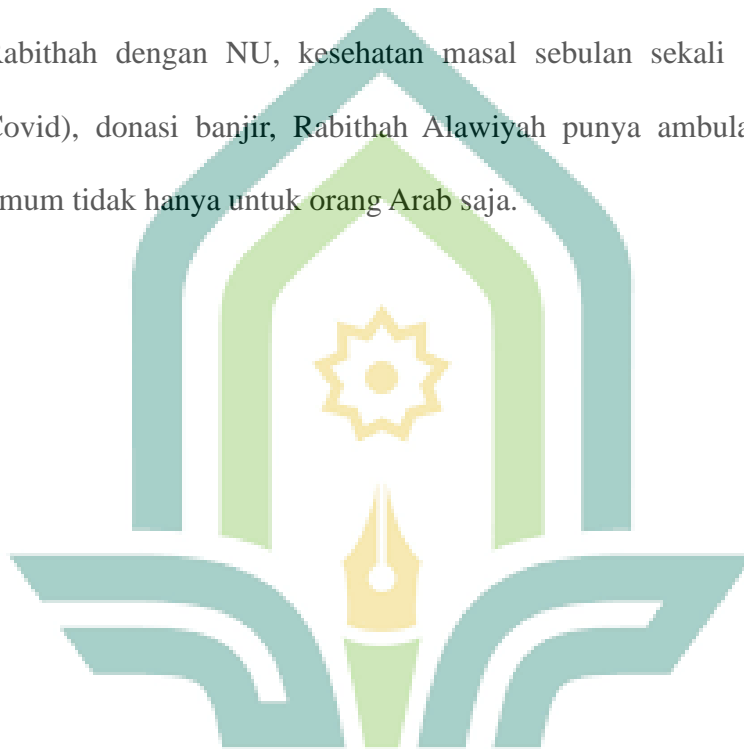 abithah dengan NU, kesehatan masal sebulan sekali
ovid), donasi banjir, Rabithah Alawiyah punya ambula
mum tidak hanya untuk orang Arab saja.